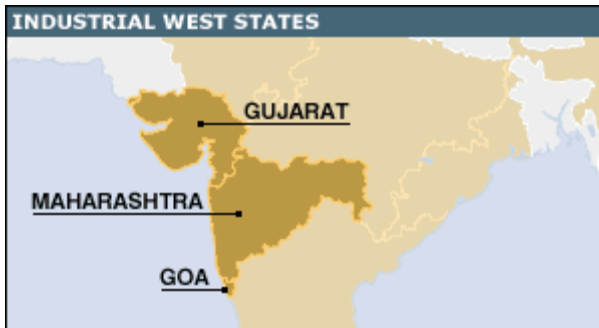 INDUSTRIAL WEST STATES
GUJARAT
MAHARASHTRA
GOA